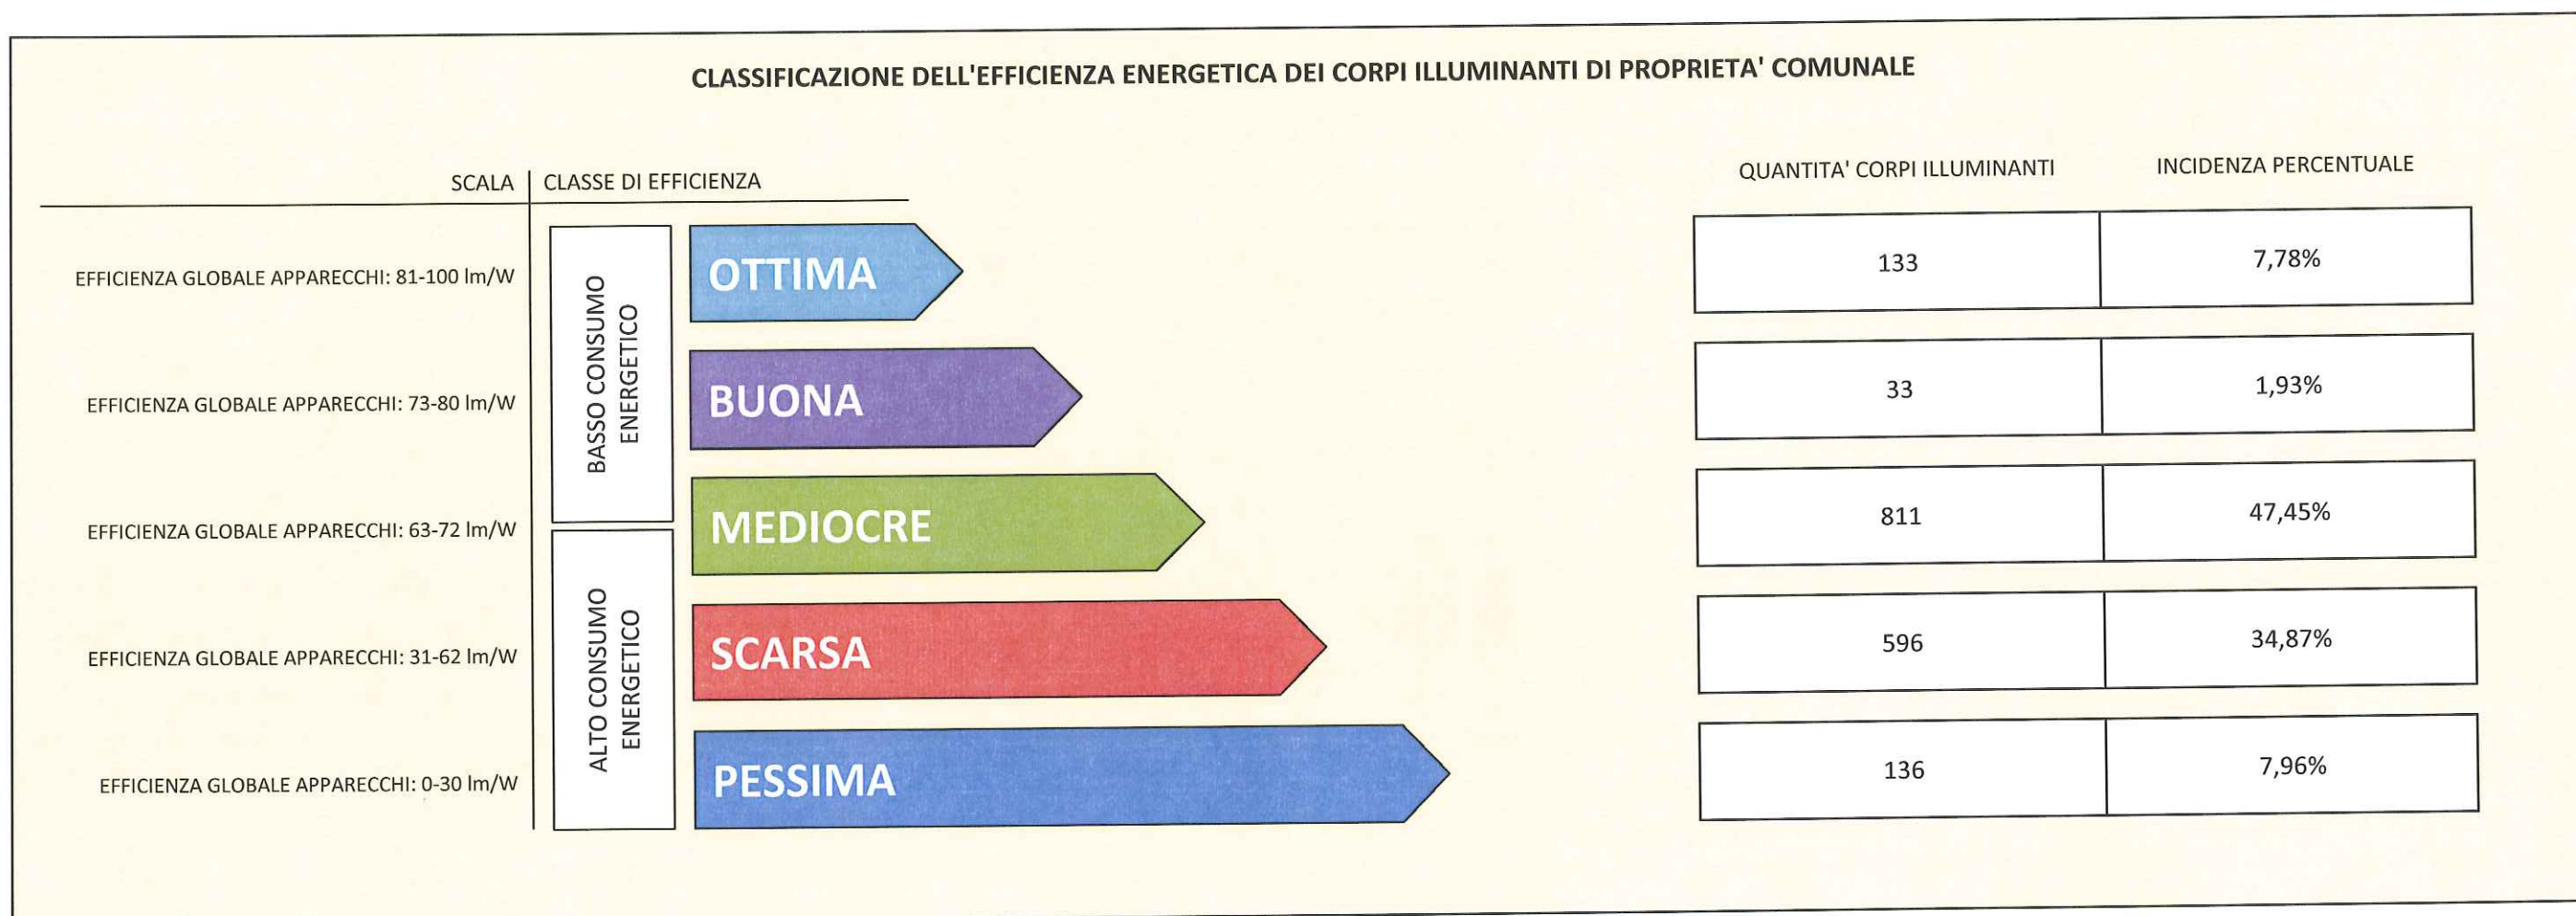 CLASSIFICAZIONE DELL'EFFICIENZA ENERGETICA DEI CORPI ILLUMINANTI DI PROPRIETA' COMUNALE
SCALA CLASSE DI EFFICIENZA QUANTITA' CORPI ILLUMINANTI INCIDENZA PERCENTUALE
BASSO CONSUMO
ENERGETICO
EFFICIENZA GLOBALE APPARECCHI: 81-100 lm/W OTTIMA 133 7,78%
EFFICIENZA GLOBALE APPARECCHI: 73-80 lm/W BUONA 33 1,93%
EFFICIENZA GLOBALE APPARECCHI: 63-72 lm/W MEDIOCRE 811 47,45%
ALTO CONSUMO
ENERGETICO
EFFICIENZA GLOBALE APPARECCHI: 31-62 lm/W SCARSA 596 34,87%
EFFICIENZA GLOBALE APPARECCHI: 0-30 lm/W PESSIMA 136 7,96%